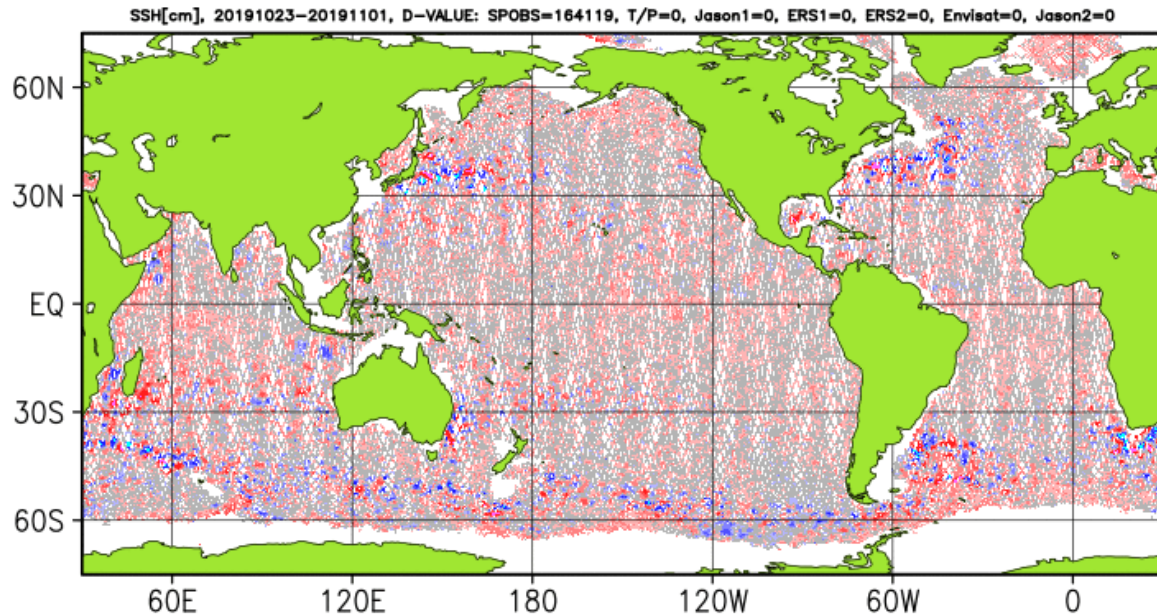 SSH[cm], 20191023-20191101, D-VALUE: SPOBS=164119, T/P=0, Jason1=0, ERS1=0, ERS2=0, Envisat=0, Jason2=0
60N
30N
EQ
30S
60S
60E 120E 180 120W 60W 0